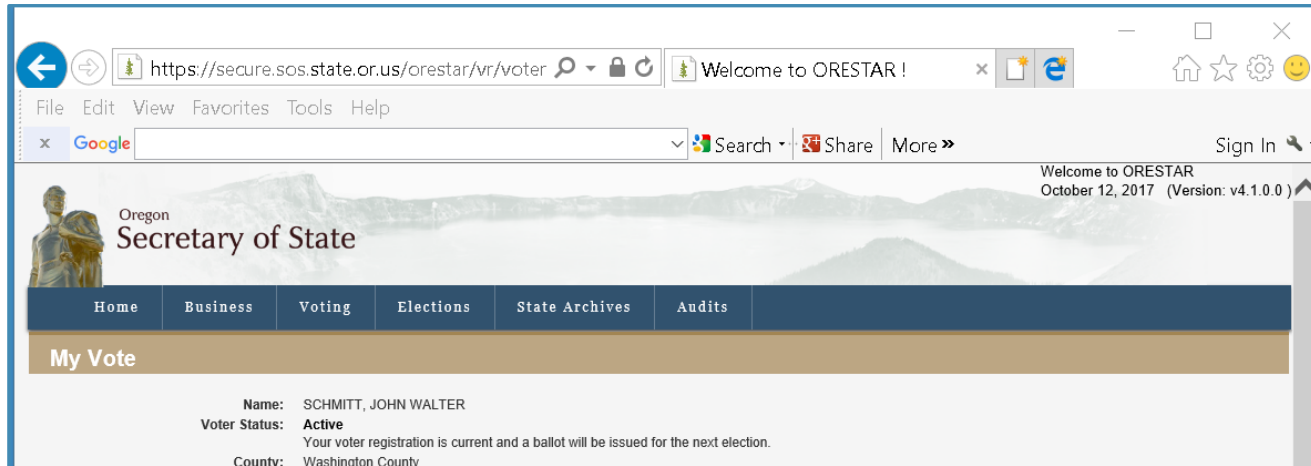 https://secure.sos.state.or.us/orestar/vr/voter
Welcome to ORESTAR !
File Edit View Favorites Tools Help
x Google
Search
Share
More »
Sign In
Welcome to ORESTAR
October 12, 2017 (Version: v4.1.0.0 )
Oregon
Secretary of State
Home Business Voting Elections State Archives Audits
My Vote
Name: SCHMITT, JOHN WALTER
Voter Status: Active
Your voter registration is current and a ballot will be issued for the next election.
County: Washington County